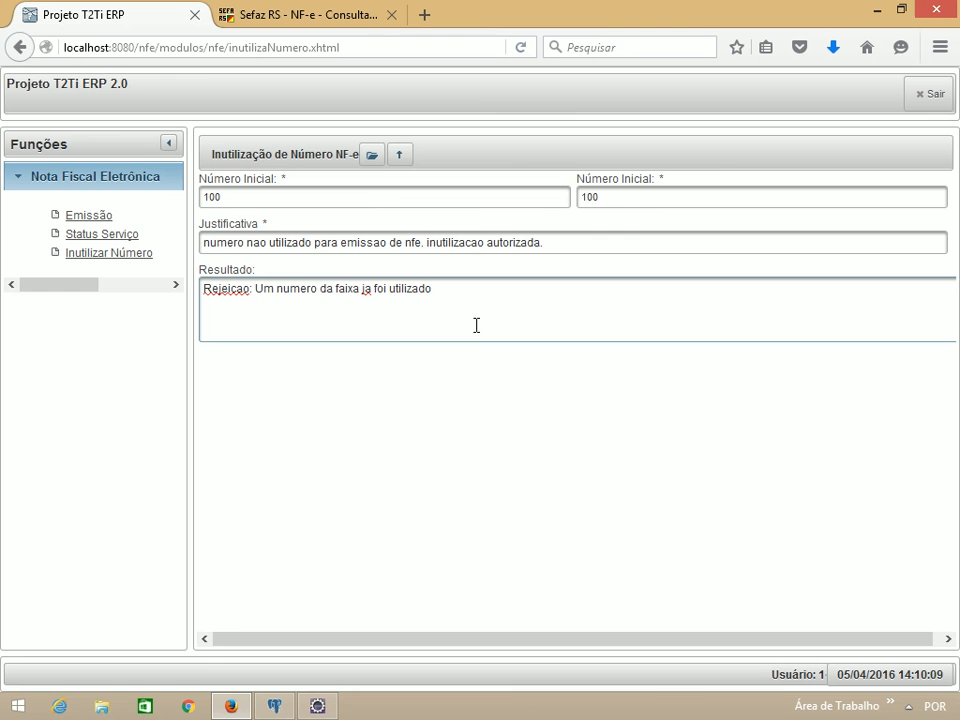 Projeto T2Ti ERP
SEFA RS Sefaz RS - NF-e - Consulta...
localhost:8080/nfe/modulos/nfe/inutilizaNumero.xhtml
Pesquisar
Projeto T2Ti ERP 2.0
Sair
Funções
Nota Fiscal Eletrônica
Emissão
Status Serviço
Inutilizar Número
Inutilização de Número NF-e
Número Inicial: *
Número Inicial: *
100
100
Justificativa *
numero nao utilizado para emissao de nfe. inutilizacao autorizada.
Resultado:
Rejeicao: Um numero da faixa ja foi utilizado
Usuário: 1
05/04/2016 14:10:09
Área de Trabalho
POR